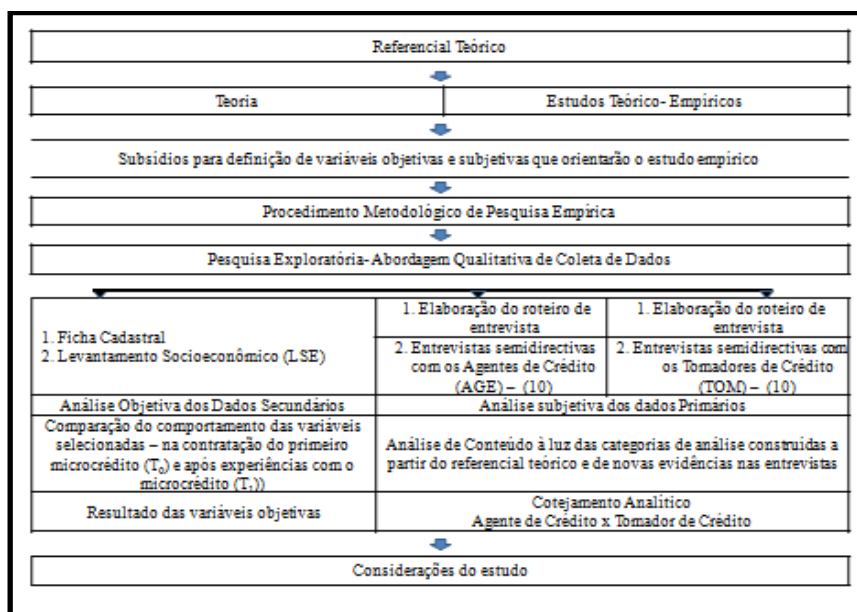 Referencial Teórico
Teoria
Estudos Teórico- Empíricos
Subsídios para definição de variáveis objetivas e subjetivas que orientarão o estudo empírico
Procedimento Metodológico de Pesquisa Empírica
Pesquisa Exploratória- Abordagem Qualitativa de Coleta de Dados
1. Ficha Cadastral
2. Levantamento Socioeconômico (LSE)
1. Elaboração do roteiro de
entrevista
2. Entrevistas semidirectivas
com os Agentes de Crédito
(AGE) – (10)
1. Elaboração do roteiro de
entrevista
2. Entrevistas semidirectivas com
os Tomadores de Crédito
(TOM) – (10)
Análise Objetiva dos Dados Secundários
Análise subjetiva dos dados Primários
Comparação do comportamento das variáveis
selecionadas – na contratação do primeiro
microcrédito (T₀) e após experiências com o
microcrédito (T₁))
Análise de Conteúdo à luz das categorias de análise construídas a
partir do referencial teórico e de novas evidências nas entrevistas
Resultado das variáveis objetivas
Cotejamento Analítico
Agente de Crédito x Tomador de Crédito
Considerações do estudo